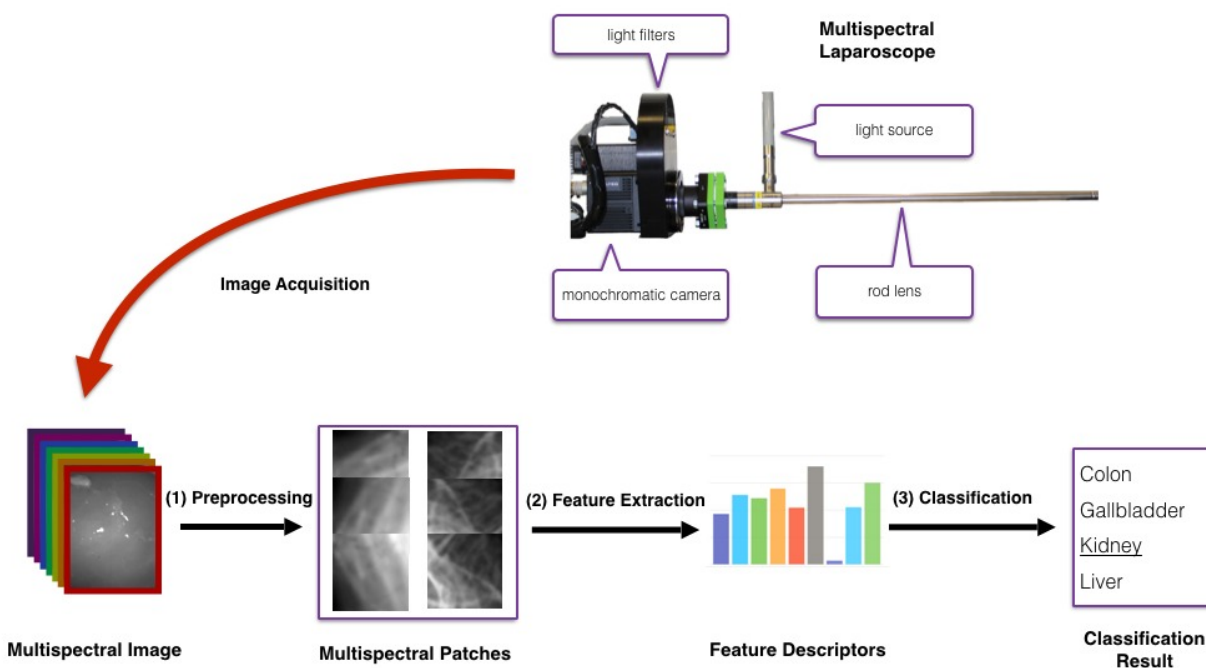 light filters
Multispectral
Laparoscope
light source
Image Acquisition
monochromatic camera
rod lens
(1) Preprocessing
(2) Feature Extraction
(3) Classification
Colon
Gallbladder
Kidney
Liver
Multispectral Image
Multispectral Patches
Feature Descriptors
Classification
Result